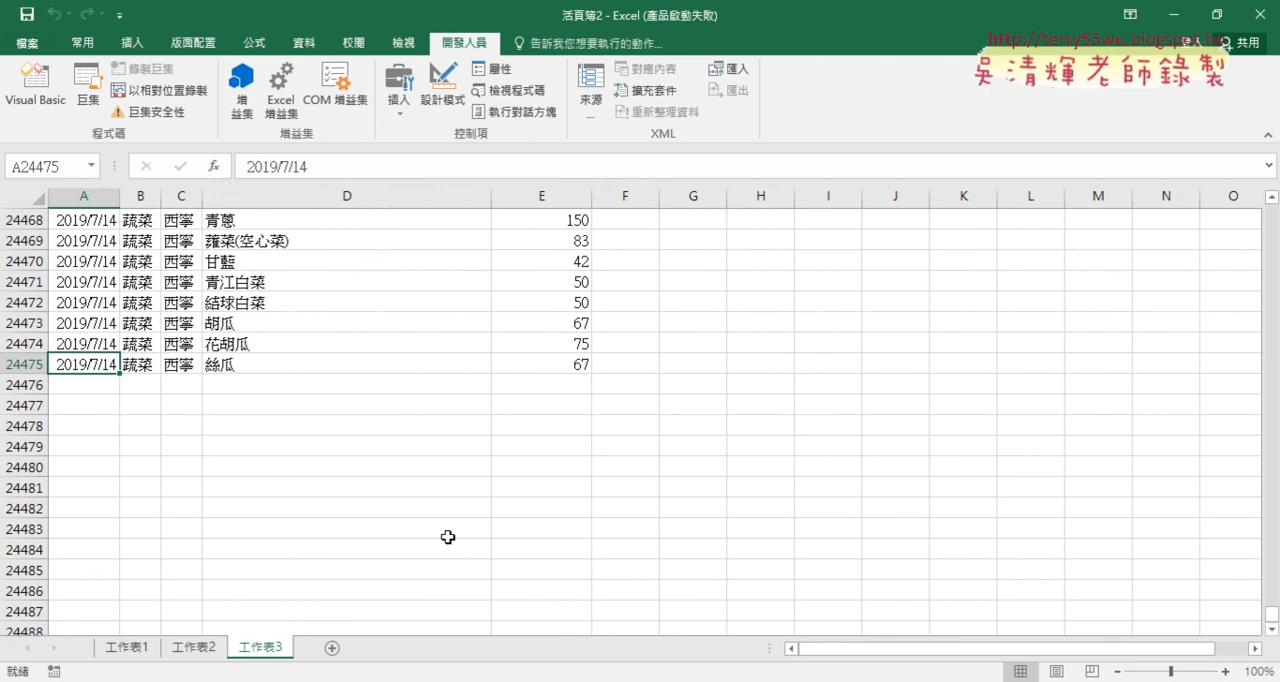 活頁簿2 - Excel (產品啟動失敗)
檔案 常用 插入 版面配置 公式 資料 校閱 檢視 開發人員 告訴我您想要執行的動作... 登入 共用
http://terry55wu.blogspot.tw
吳清輝老師錄製
Visual Basic 巨集 錄製巨集 以相對位置錄製 巨集安全性
程式碼
增益集 Excel 增益集 COM 增益集
增益集
插入 設計模式 屬性 檢視程式碼 執行對話方塊
控制項
來源... 對應內容 擴充套件 重新整理資料 匯入 匯出
XML
A24475 fx 2019/7/14
A B C D E F G H I J K L M N O
24468 2019/7/14 蔬菜 西寧 青蔥 150
24469 2019/7/14 蔬菜 西寧 蕹菜(空心菜) 83
24470 2019/7/14 蔬菜 西寧 甘藍 42
24471 2019/7/14 蔬菜 西寧 青江白菜 50
24472 2019/7/14 蔬菜 西寧 結球白菜 50
24473 2019/7/14 蔬菜 西寧 胡瓜 67
24474 2019/7/14 蔬菜 西寧 花胡瓜 75
24475 2019/7/14 蔬菜 西寧 絲瓜 67
24476
24477
24478
24479
24480
24481
24482
24483
24484
24485
24486
24487
24488
工作表1 工作表2 工作表3
就緒 100%